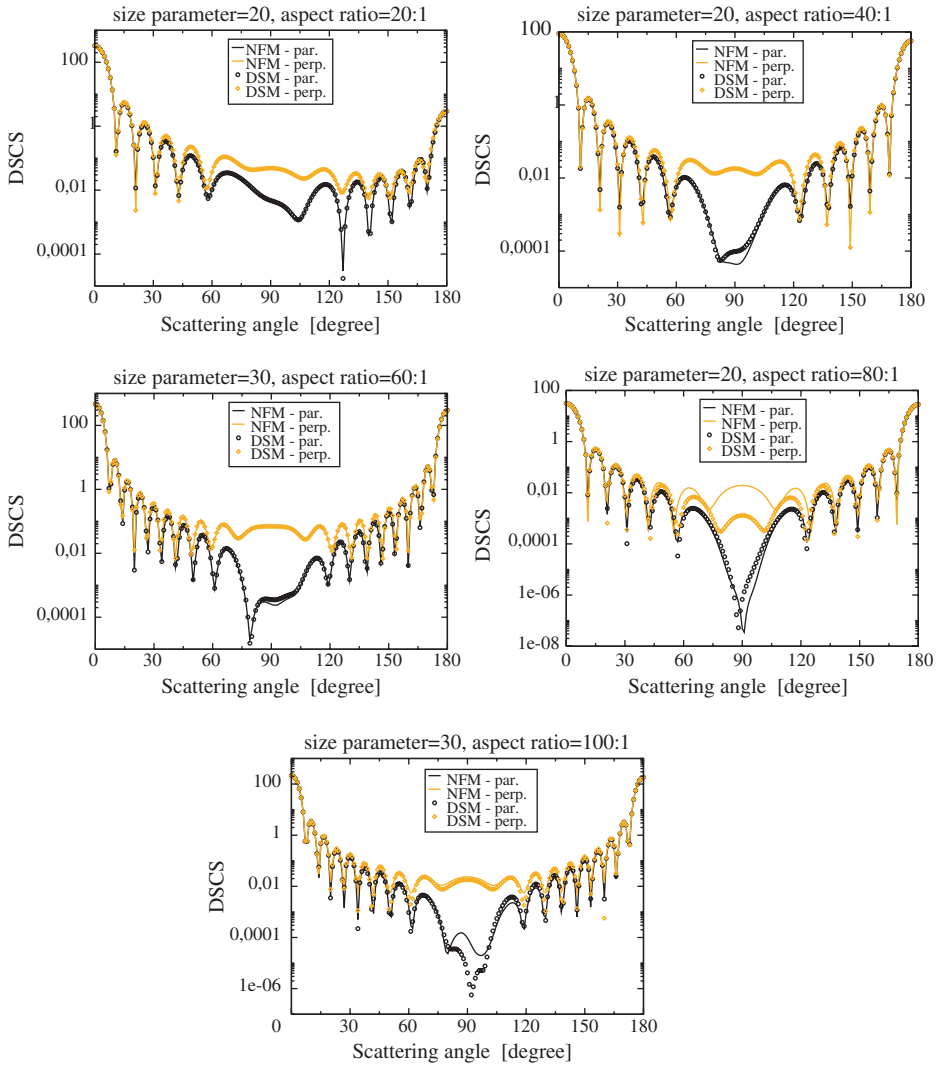 size parameter=20, aspect ratio=20:1
100
1
0,01
0,0001
DSCS
NFM - par.
NFM - perp.
DSM - par.
DSM - perp.
0 30 60 90 120 150 180
Scattering angle [degree]
size parameter=20, aspect ratio=40:1
100
1
0,01
0,0001
DSCS
NFM - par.
NFM - perp.
DSM - par.
DSM - perp.
0 30 60 90 120 150 180
Scattering angle [degree]
size parameter=30, aspect ratio=60:1
100
1
0,01
0,0001
DSCS
NFM - par.
NFM - perp.
DSM - par.
DSM - perp.
0 30 60 90 120 150 180
Scattering angle [degree]
size parameter=20, aspect ratio=80:1
100
1
0,01
0,0001
1e-06
1e-08
DSCS
NFM - par.
NFM - perp.
DSM - par.
DSM - perp.
0 30 60 90 120 150 180
Scattering angle [degree]
size parameter=30, aspect ratio=100:1
100
1
0,01
0,0001
1e-06
DSCS
NFM - par.
NFM - perp.
DSM - par.
DSM - perp.
0 30 60 90 120 150 180
Scattering angle [degree]